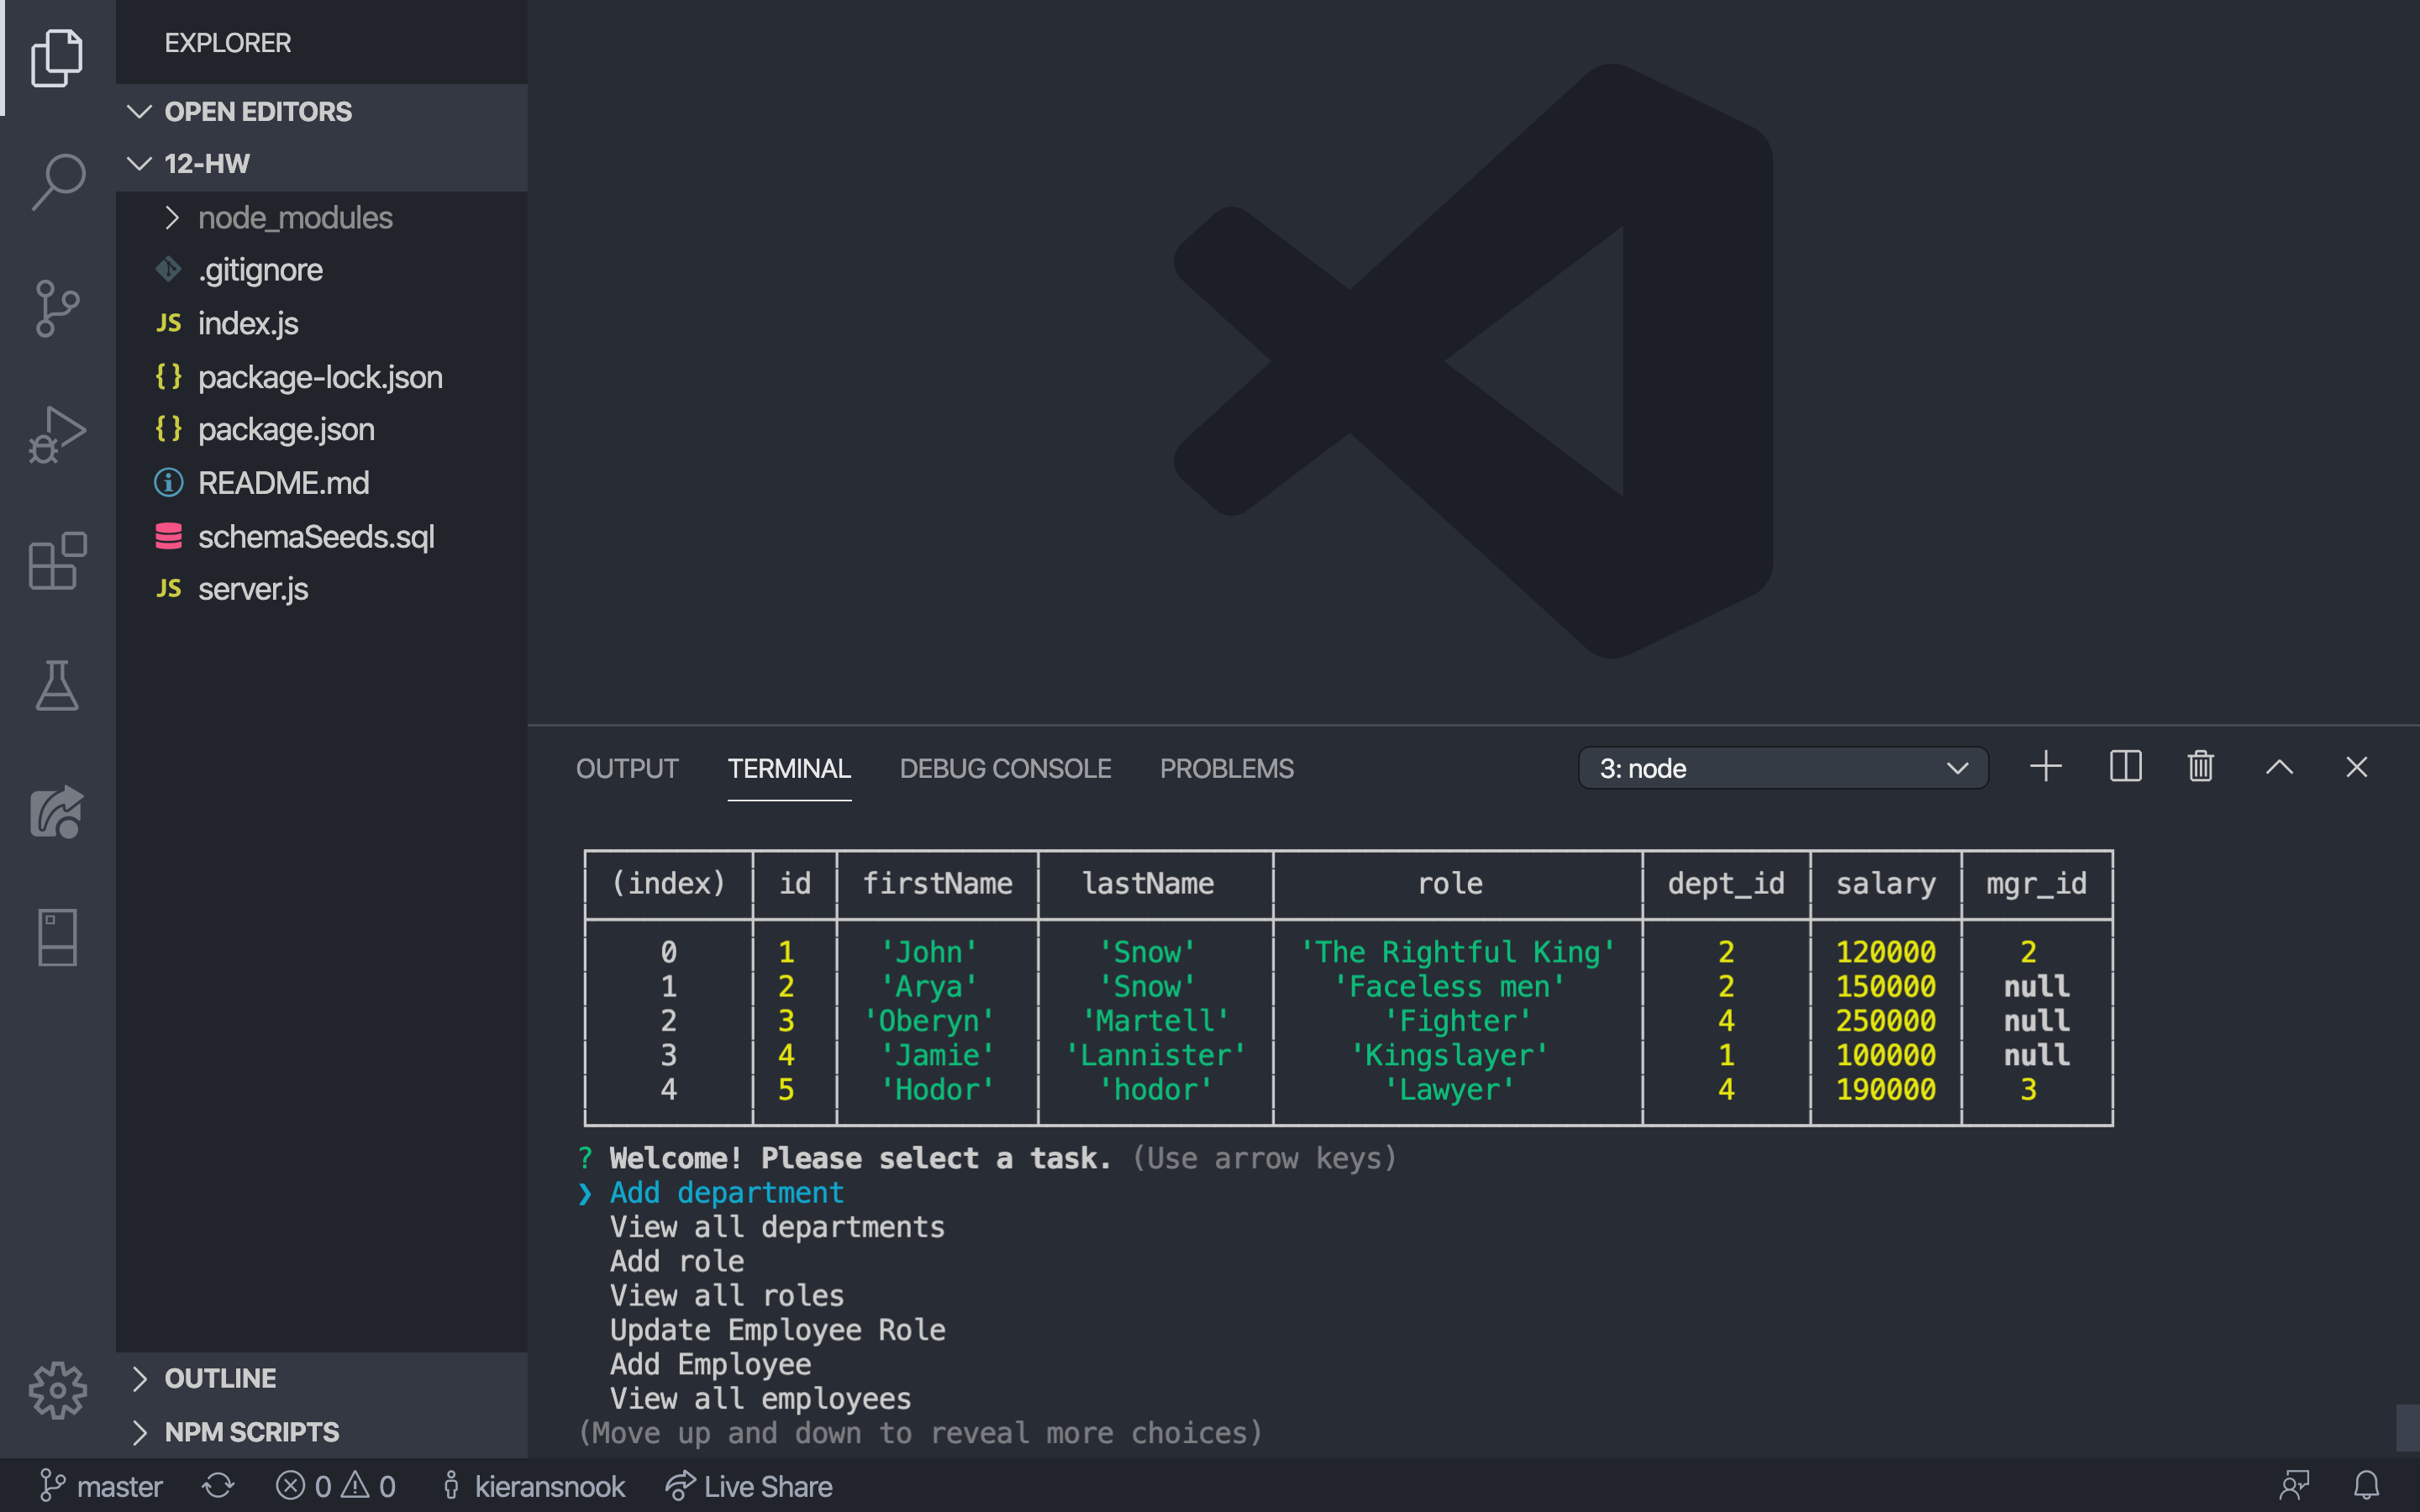 EXPLORER
OPEN EDITORS
12-HW
node_modules
.gitignore
JS index.js
{} package-lock.json
{} package.json
README.md
schemaSeeds.sql
JS server.js
OUTLINE
NPM SCRIPTS
OUTPUT TERMINAL DEBUG CONSOLE PROBLEMS 3: node
(index) id firstName lastName role dept_id salary mgr_id
0 1 'John' 'Snow' 'The Rightful King' 2 120000 2
1 2 'Arya' 'Snow' 'Faceless men' 2 150000 null
2 3 'Oberyn' 'Martell' 'Fighter' 4 250000 null
3 4 'Jamie' 'Lannister' 'Kingslayer' 1 100000 null
4 5 'Hodor' 'hodor' 'Lawyer' 4 190000 3
? Welcome! Please select a task. (Use arrow keys)
❯ Add department
View all departments
Add role
View all roles
Update Employee Role
Add Employee
View all employees
(Move up and down to reveal more choices)
master 0 0 kieransnook Live Share